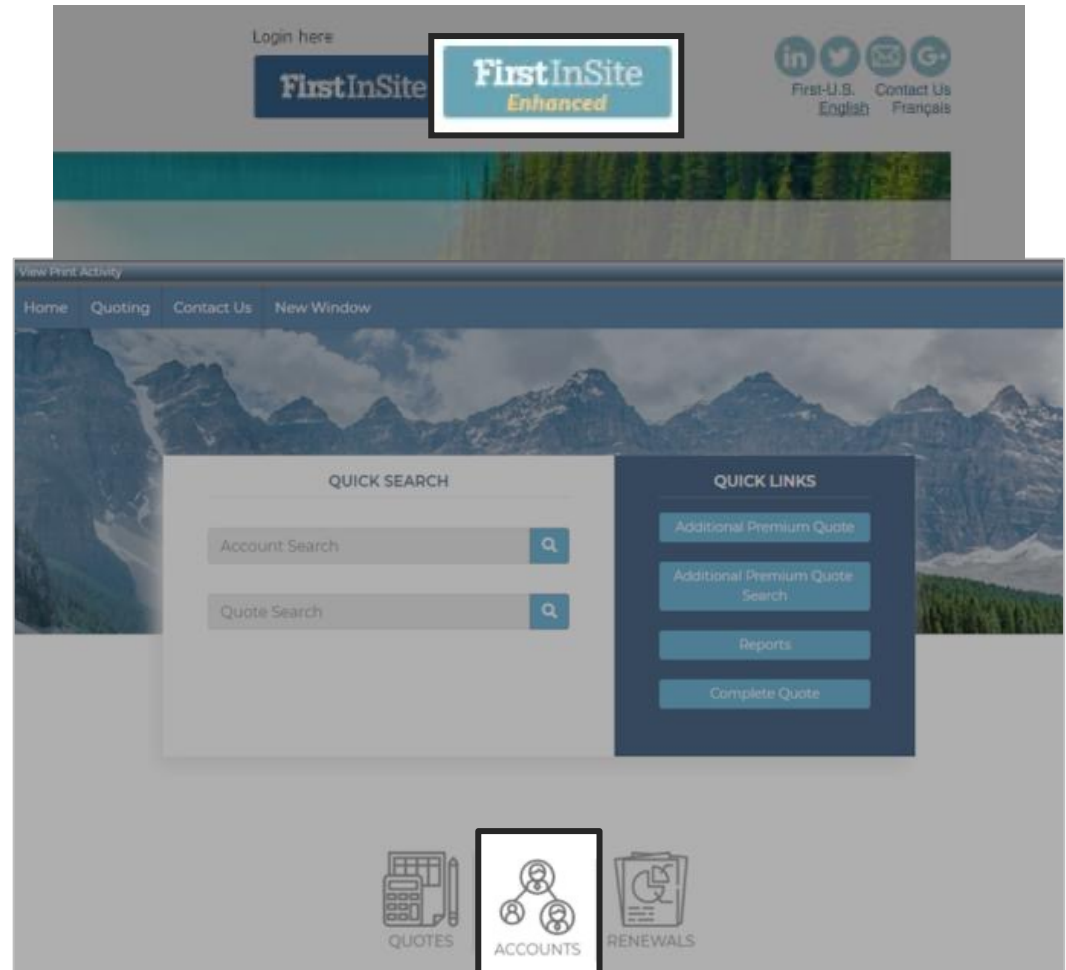 Login here
FirstInSite
FirstInSite
Enhanced
in G+
First-U.S. Contact Us
English Français
View Print Activity
Home Quoting Contact Us New Window
QUICK SEARCH
Account Search
Quote Search
QUICK LINKS
Additional Premium Quote
Additional Premium Quote
Search
Reports
Complete Quote
QUOTES
ACCOUNTS
RENEWALS